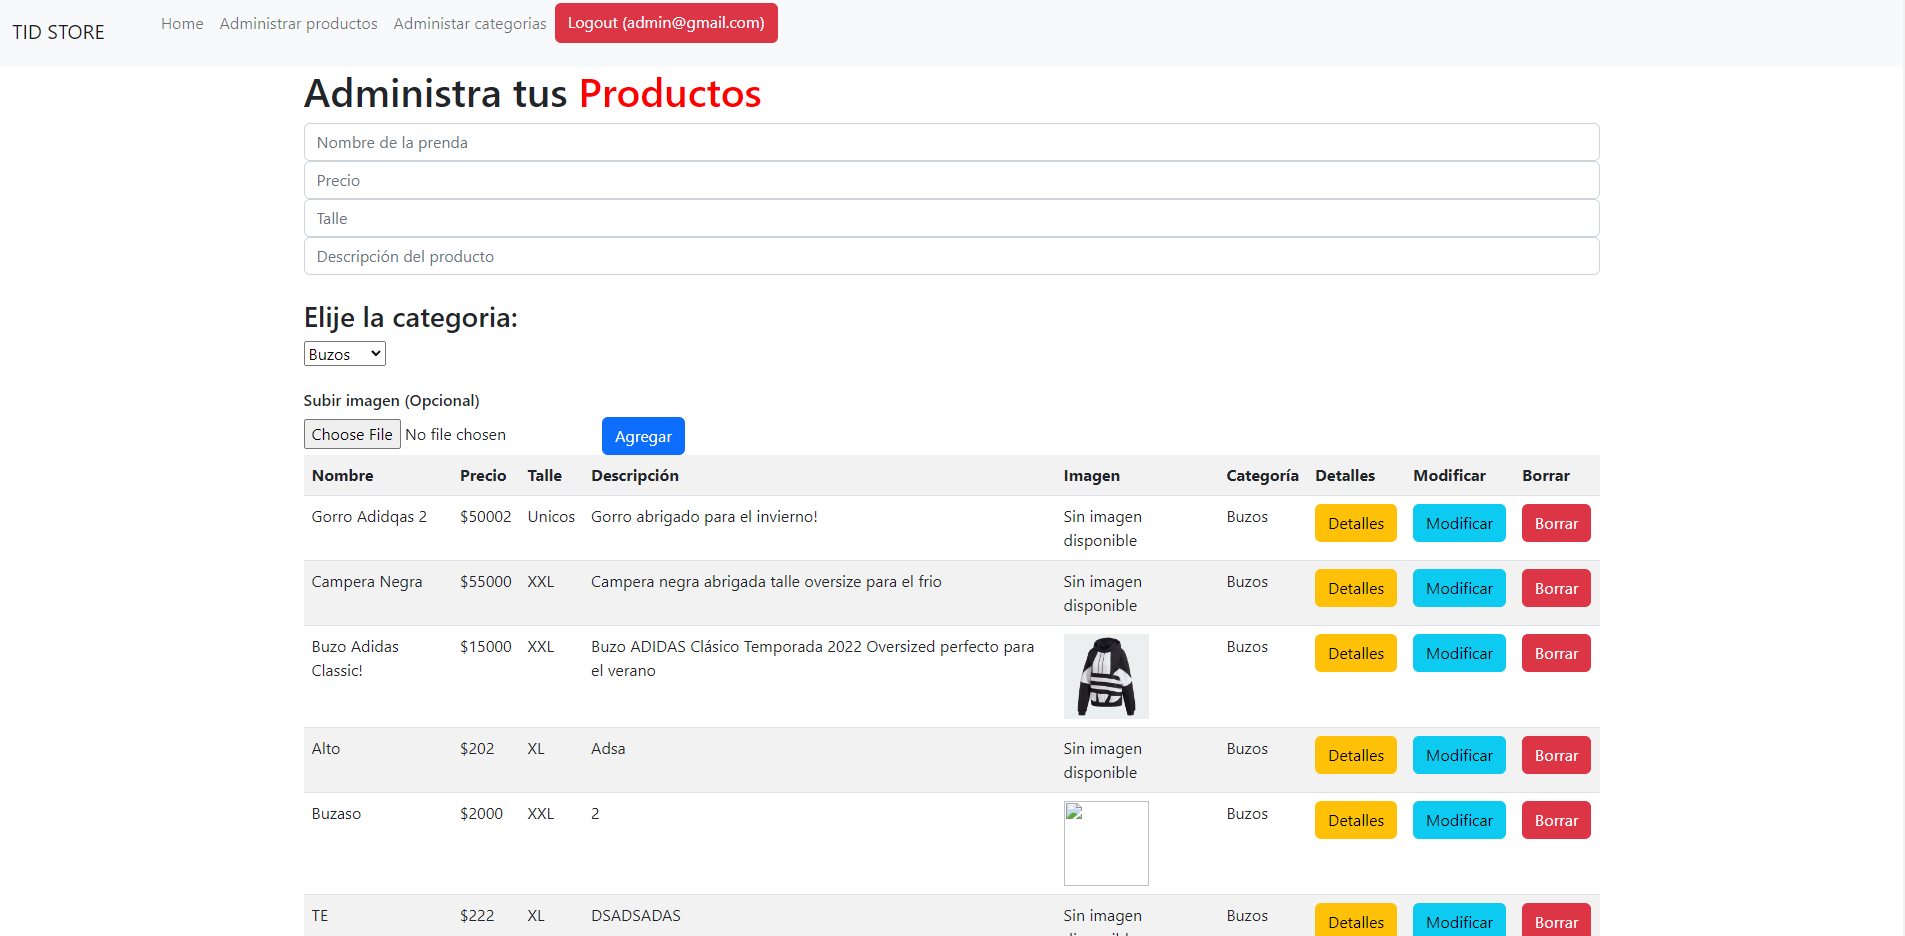 TID STORE
Home Administrar productos Administar categorias Logout (admin@gmail.com)
Administra tus Productos
Nombre de la prenda
Precio
Talle
Descripción del producto
Elije la categoria:
Buzos
Subir imagen (Opcional)
Choose File No file chosen Agregar
Nombre Precio Talle Descripción Imagen Categoría Detalles Modificar Borrar
Gorro Adidqas 2 $50002 Unicos Gorro abrigado para el invierno! Sin imagen Buzos Detalles Modificar Borrar
disponible
Campera Negra $55000 XXL Campera negra abrigada talle oversize para el frio Sin imagen Buzos Detalles Modificar Borrar
disponible
Buzo Adidas $15000 XXL Buzo ADIDAS Clásico Temporada 2022 Oversized perfecto para Buzos Detalles Modificar Borrar
Classic! el verano
Alto $202 XL Adsa Sin imagen Buzos Detalles Modificar Borrar
disponible
Buzaso $2000 XXL 2 Buzos Detalles Modificar Borrar
TE $222 XL DSADSADAS Sin imagen Buzos Detalles Modificar Borrar